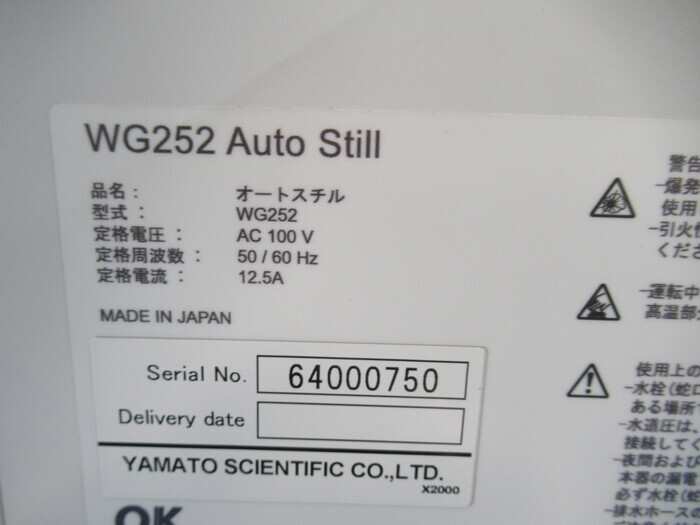 WG252 Auto Still
品名： オートスチル
型式： WG252
定格電圧： AC 100 V
定格周波数： 50 / 60 Hz
定格電流： 12.5A
MADE IN JAPAN
Serial No. 64000750
Delivery date
YAMATO SCIENTIFIC CO.,LTD.
X2000
OK
警告
-爆発
使用
-引火性
くださ
-運転中
高温部
使用上の
-水栓(蛇口
ある場所
-水道圧は、
接続してく
-夜間および
本器の漏電
必ず水栓(蛇
-排水ホースの